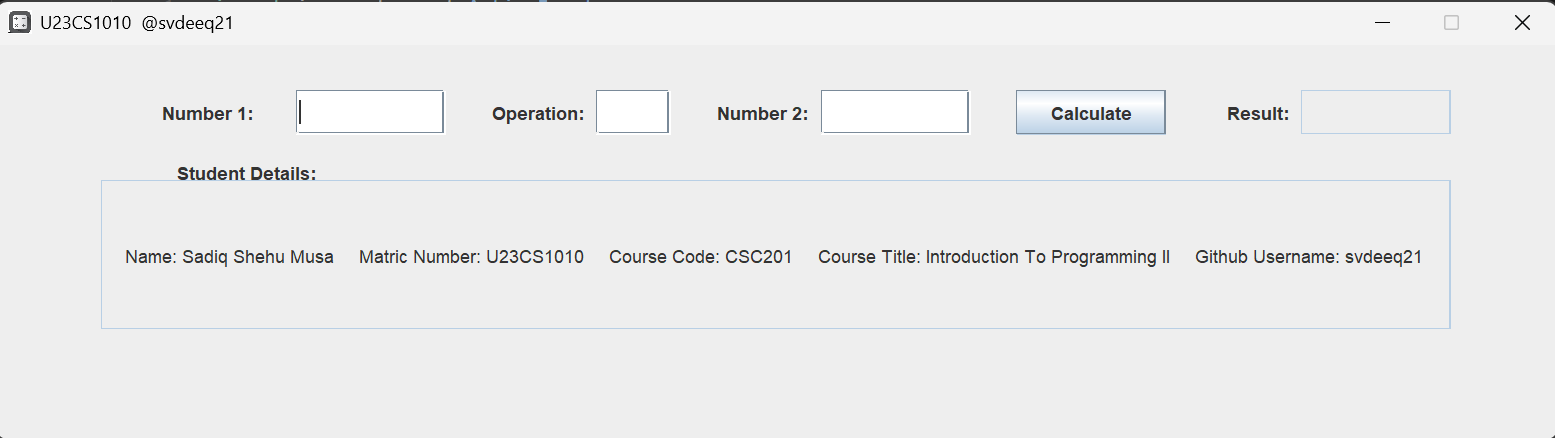 U23CS1010 @svdeeq21
Number 1: Operation: Number 2: Calculate Result:
Student Details:
Name: Sadiq Shehu Musa Matric Number: U23CS1010 Course Code: CSC201 Course Title: Introduction To Programming II Github Username: svdeeq21